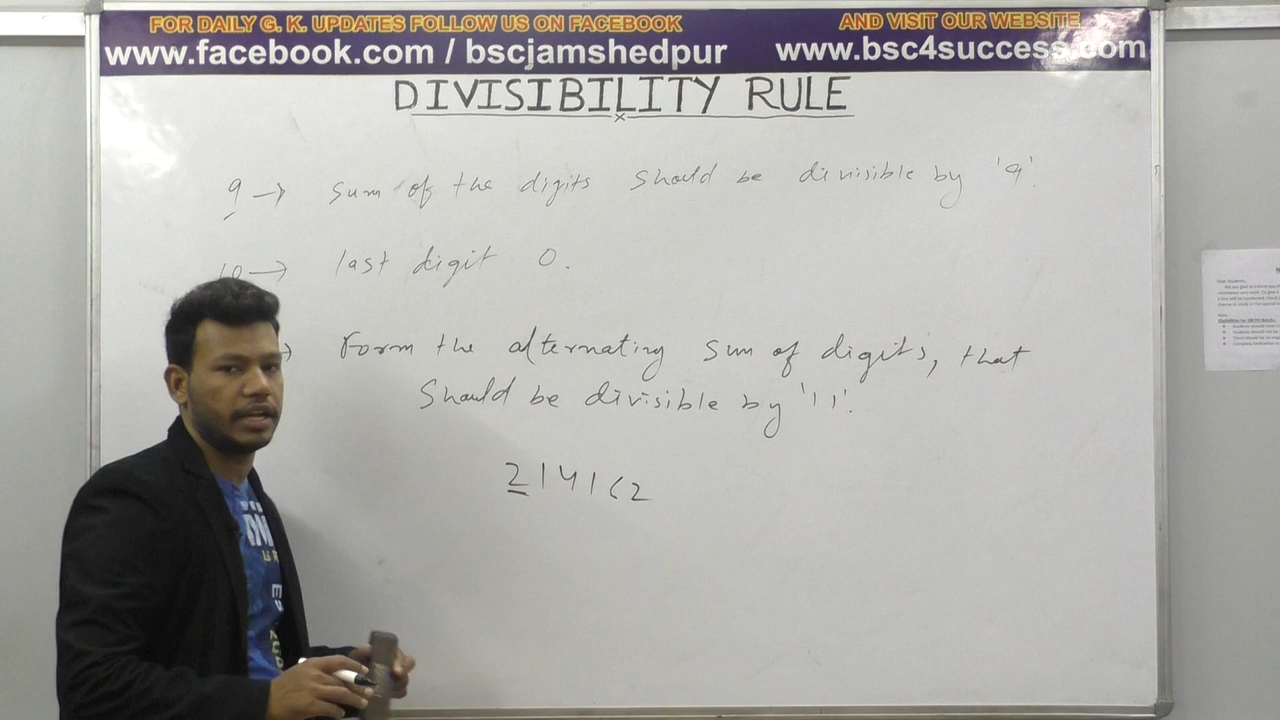 FOR DAILY G. K. UPDATES FOLLOW US ON FACEBOOK AND VISIT OUR WEBSITE
www.facebook.com / bscjamshedpur www.bsc4success.com
DIVISIBILITY RULE
9 → Sum of the digits should be divisible by '9'.
10 → last digit 0.
Form the alternating sum of digits, that
should be divisible by '11'.
214162
Dear Students,